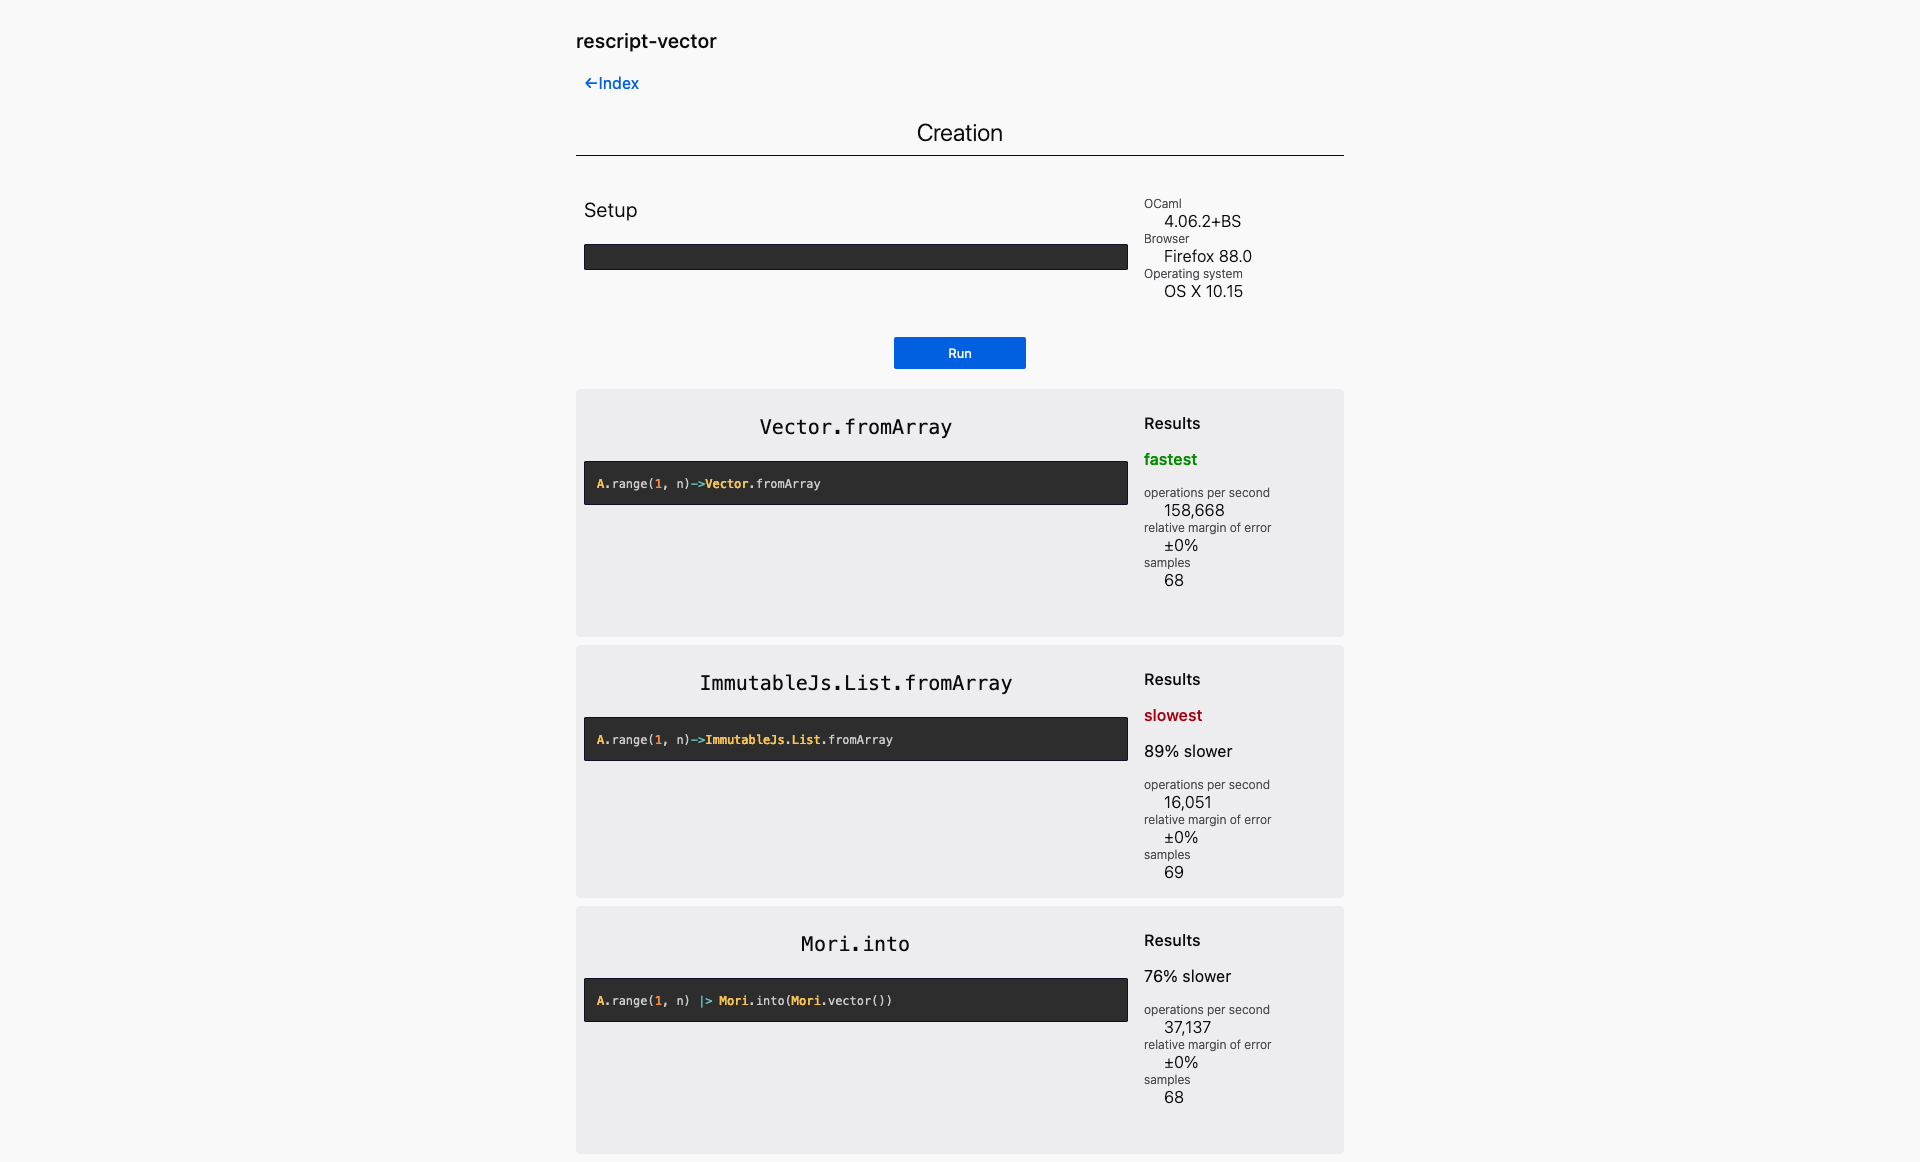 rescript-vector
←Index
Creation
Setup
OCaml
4.06.2+BS
Browser
Firefox 88.0
Operating system
OS X 10.15
Run
Vector.fromArray
A.range(1, n)->Vector.fromArray
Results
fastest
operations per second
158,668
relative margin of error
±0%
samples
68
ImmutableJs.List.fromArray
A.range(1, n)->ImmutableJs.List.fromArray
Results
slowest
89% slower
operations per second
16,051
relative margin of error
±0%
samples
69
Mori.into
A.range(1, n) |> Mori.into(Mori.vector())
Results
76% slower
operations per second
37,137
relative margin of error
±0%
samples
68